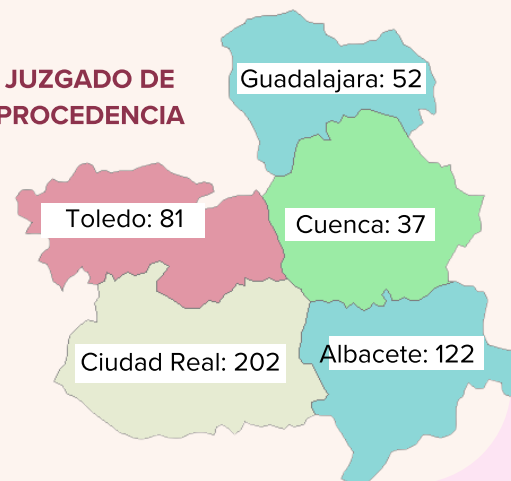 JUZGADO DE
PROCEDENCIA
Guadalajara: 52
Toledo: 81
Cuenca: 37
Ciudad Real: 202
Albacete: 122